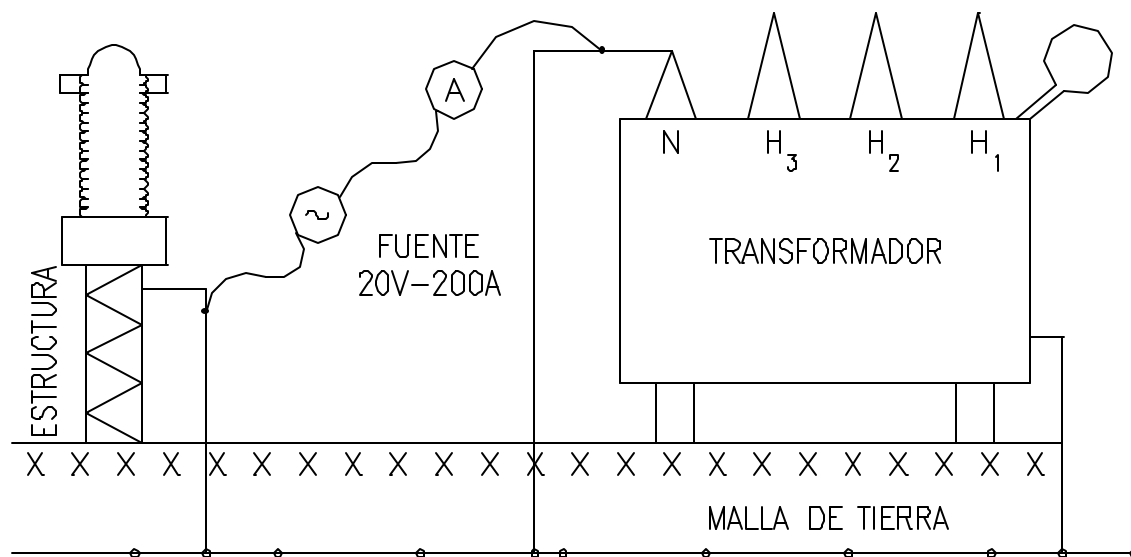 A
N H3 H2 H1
~
FUENTE
20V-200A
TRANSFORMADOR
ESTRUCTURA
X X X X X X X X X X X X X X X X X X X X X X X
MALLA DE TIERRA